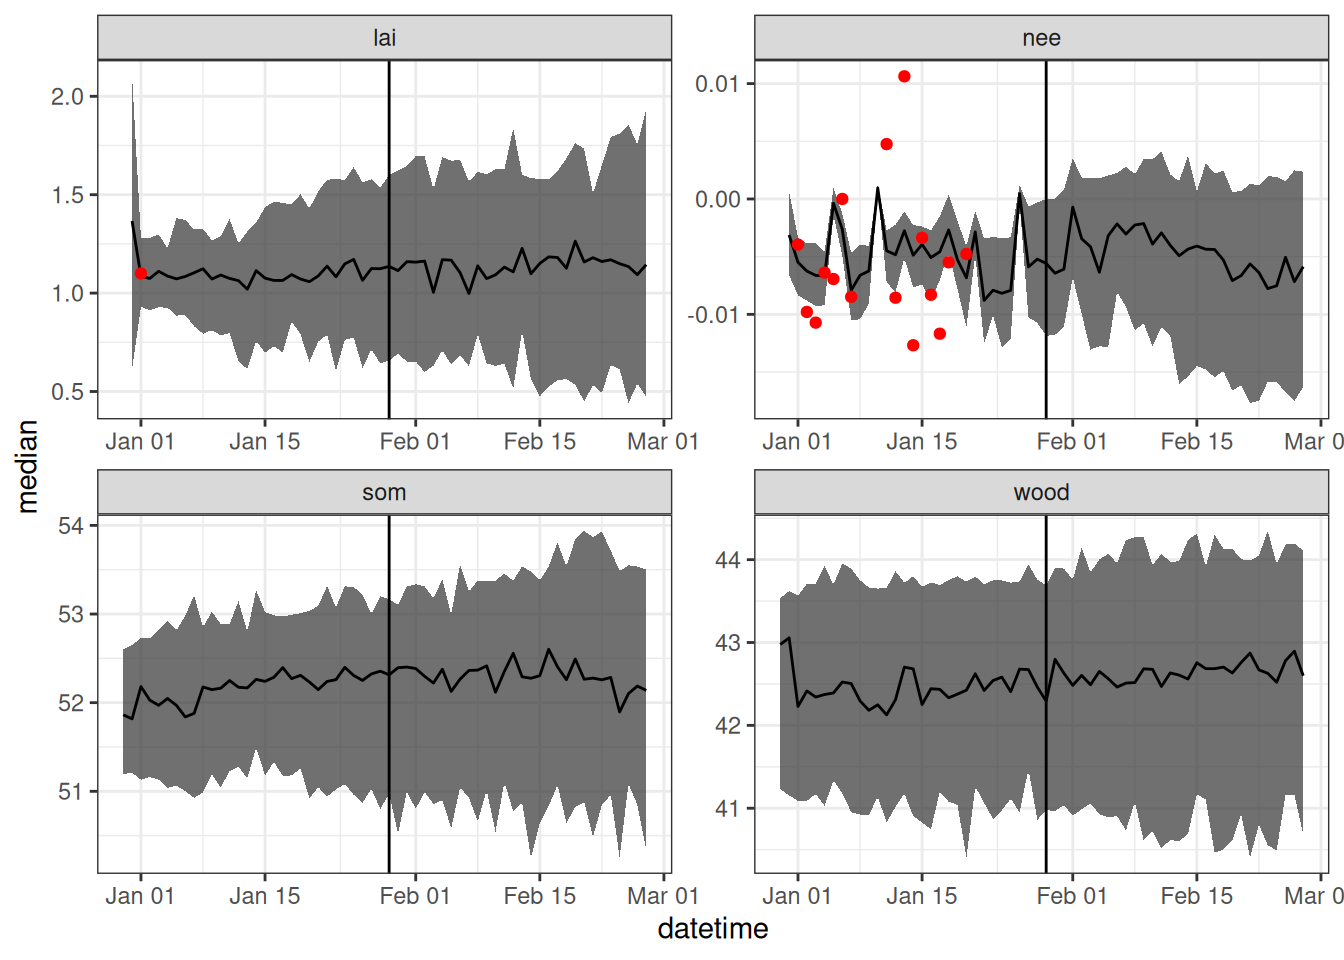 lai
nee
2.0
1.5
1.0
0.5
0.01
0.00
-0.01
Jan 01 Jan 15 Feb 01 Feb 15 Mar 01
Jan 01 Jan 15 Feb 01 Feb 15 Mar 0
median
som
wood
54
53
52
51
44
43
42
41
Jan 01 Jan 15 Feb 01 Feb 15 Mar 01
Jan 01 Jan 15 Feb 01 Feb 15 Mar 0
datetime